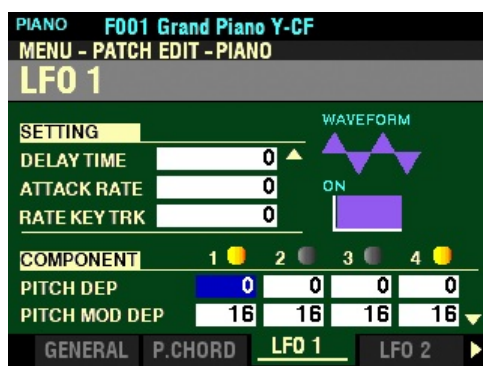 PIANO F001 Grand Piano Y-CF
MENU - PATCH EDIT - PIANO
LFO 1
WAVEFORM
SETTING
DELAY TIME 0
ON
ATTACK RATE 0
RATE KEY TRK 0
COMPONENT 1 2 3 4
PITCH DEP 0 0 0 0
PITCH MOD DEP 16 16 16 16
GENERAL P.CHORD LFO 1 LFO 2